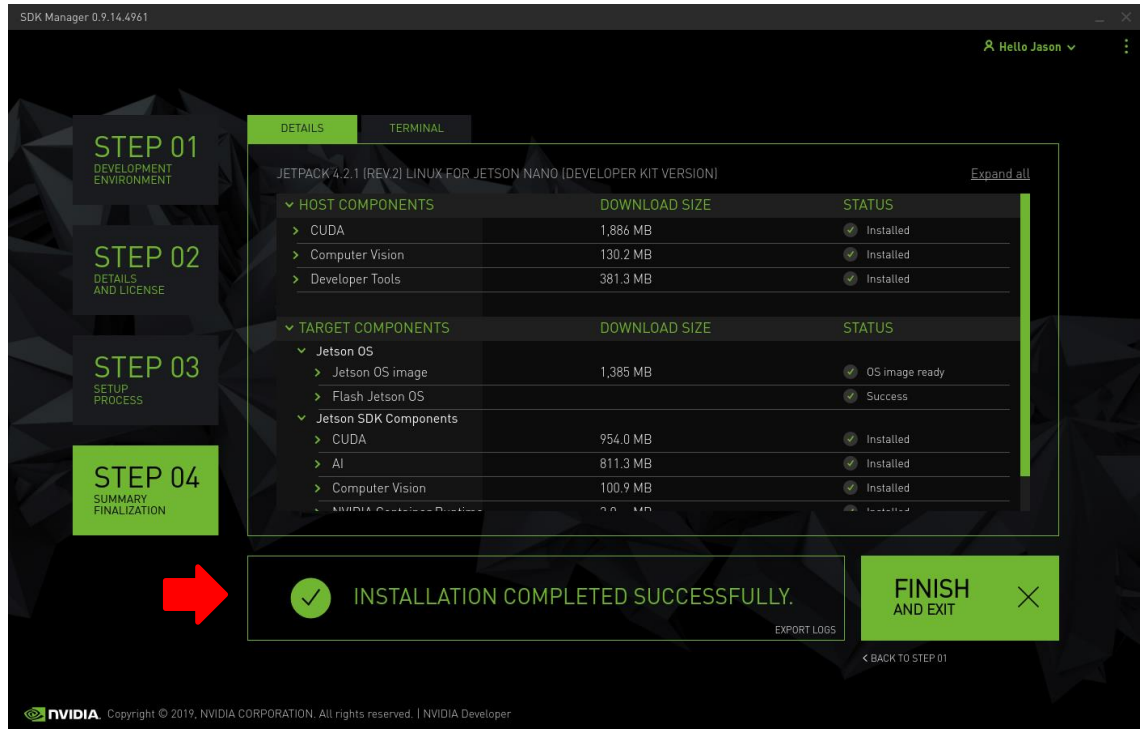 SDK Manager 0.9.14.4961
Hello Jason
STEP 01
DEVELOPMENT
ENVIRONMENT
STEP 02
DETAILS
AND LICENSE
STEP 03
SETUP
PROCESS
STEP 04
SUMMARY
FINALIZATION
DETAILS TERMINAL
JETPACK 4.2.1 (REV.2) LINUX FOR JETSON NANO (DEVELOPER KIT VERSION) Expand all
HOST COMPONENTS DOWNLOAD SIZE STATUS
CUDA 1,886 MB Installed
Computer Vision 130.2 MB Installed
Developer Tools 381.3 MB Installed
TARGET COMPONENTS DOWNLOAD SIZE STATUS
Jetson OS
Jetson OS image 1,385 MB OS image ready
Flash Jetson OS Success
Jetson SDK Components
CUDA 954.0 MB Installed
AI 811.3 MB Installed
Computer Vision 100.9 MB Installed
NVIDIA Container Runtime MB Installed
INSTALLATION COMPLETED SUCCESSFULLY.
EXPORT LOGS
FINISH
AND EXIT
< BACK TO STEP 01
NVIDIA. Copyright © 2019, NVIDIA CORPORATION. All rights reserved. | NVIDIA Developer